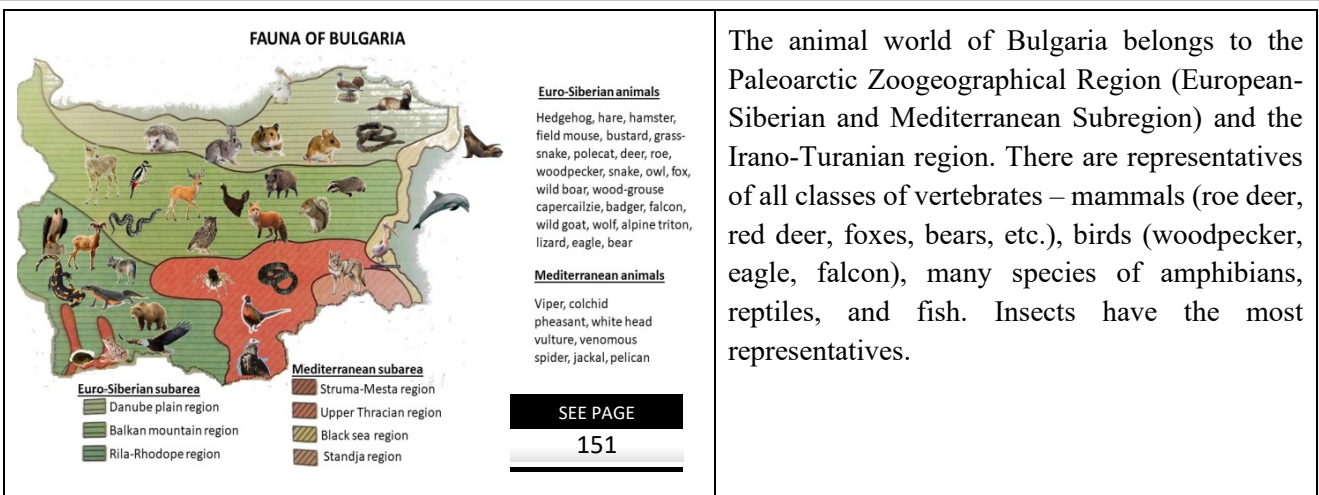 FAUNA OF BULGARIA
Euro-Siberian animals
Hedgehog, hare, hamster,
field mouse, bustard, grass-
snake, polecat, deer, roe,
woodpecker, snake, owl, fox,
wild boar, wood-grouse
capercailzie, badger, falcon,
wild goat, wolf, alpine triton,
lizard, eagle, bear
Mediterranean animals
Viper, colchid
pheasant, white head
vulture, venomous
spider, jackal, pelican
Euro-Siberian subarea
Danube plain region
Balkan mountain region
Rila-Rhodope region
Mediterranean subarea
Struma-Mesta region
Upper Thracian region
Black sea region
Standja region
SEE PAGE
151
The animal world of Bulgaria belongs to the
Paleoarctic Zoogeographical Region (European-
Siberian and Mediterranean Subregion) and the
Irano-Turanian region. There are representatives
of all classes of vertebrates – mammals (roe deer,
red deer, foxes, bears, etc.), birds (woodpecker,
eagle, falcon), many species of amphibians,
reptiles, and fish. Insects have the most
representatives.